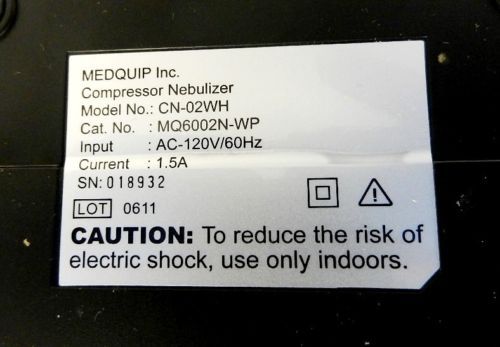 MEDQUIP Inc.
Compressor Nebulizer
Model No.: CN-02WH
Cat. No. : MQ6002N-WP
Input : AC-120V/60Hz
Current : 1.5A
SN: 018932
LOT 0611
CAUTION: To reduce the risk of
electric shock, use only indoors.